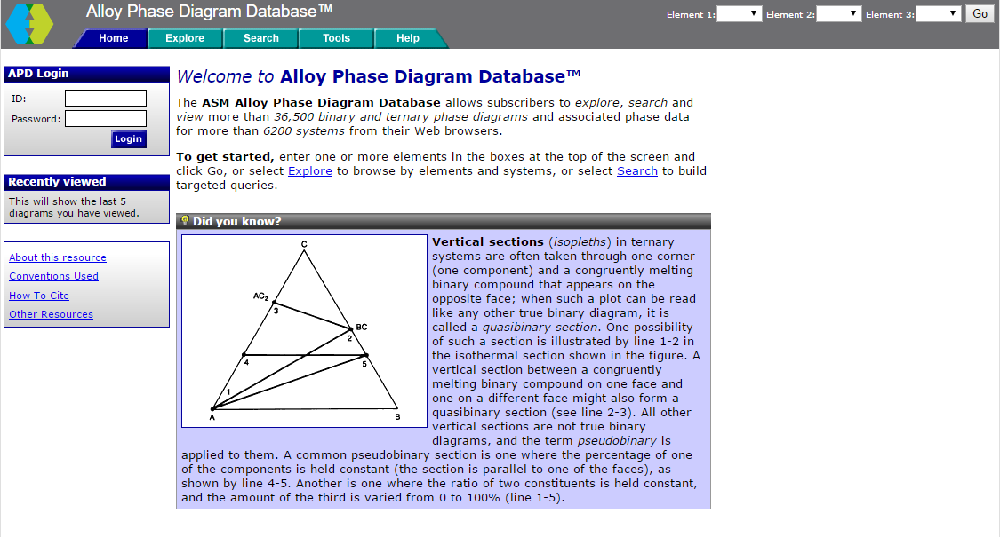 Alloy Phase Diagram Database™
Element 1: Element 2: Element 3: Go
Home Explore Search Tools Help
APD Login
ID:
Password:
Login
Recently viewed
This will show the last 5
diagrams you have viewed.
About this resource
Conventions Used
How To Cite
Other Resources
Welcome to Alloy Phase Diagram Database™
The ASM Alloy Phase Diagram Database allows subscribers to explore, search and
view more than 36,500 binary and ternary phase diagrams and associated phase data
for more than 6200 systems from their Web browsers.
To get started, enter one or more elements in the boxes at the top of the screen and
click Go, or select Explore to browse by elements and systems, or select Search to build
targeted queries.
Did you know?
C
AC₂
3
BC
2
4
5
1
A
B
Vertical sections (isopleths) in ternary
systems are often taken through one corner
(one component) and a congruently melting
binary compound that appears on the
opposite face; when such a plot can be read
like any other true binary diagram, it is
called a quasibinary section. One possibility
of such a section is illustrated by line 1-2 in
the isothermal section shown in the figure. A
vertical section between a congruently
melting binary compound on one face and
one on a different face might also form a
quasibinary section (see line 2-3). All other
vertical sections are not true binary
diagrams, and the term pseudobinary is
applied to them. A common pseudobinary section is one where the percentage of one
of the components is held constant (the section is parallel to one of the faces), as
shown by line 4-5. Another is one where the ratio of two constituents is held constant,
and the amount of the third is varied from 0 to 100% (line 1-5).